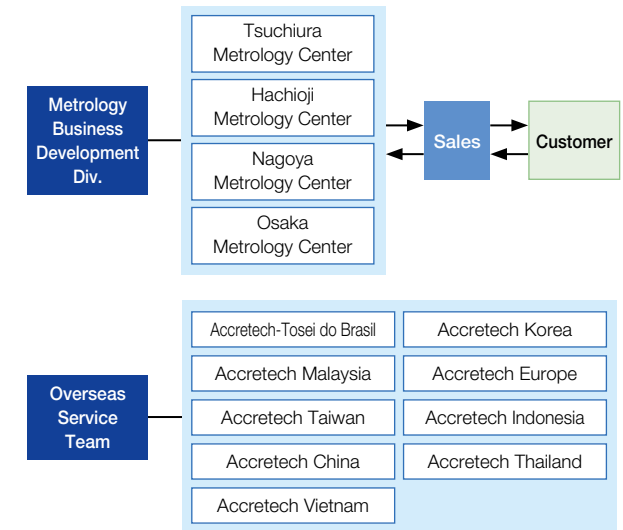 Metrology
Business
Development
Div.
Tsuchiura
Metrology Center
Hachioji
Metrology Center
Nagoya
Metrology Center
Osaka
Metrology Center
Sales
Customer
Overseas
Service
Team
Accretech-Tosei do Brasil
Accretech Korea
Accretech Malaysia
Accretech Europe
Accretech Taiwan
Accretech Indonesia
Accretech China
Accretech Thailand
Accretech Vietnam